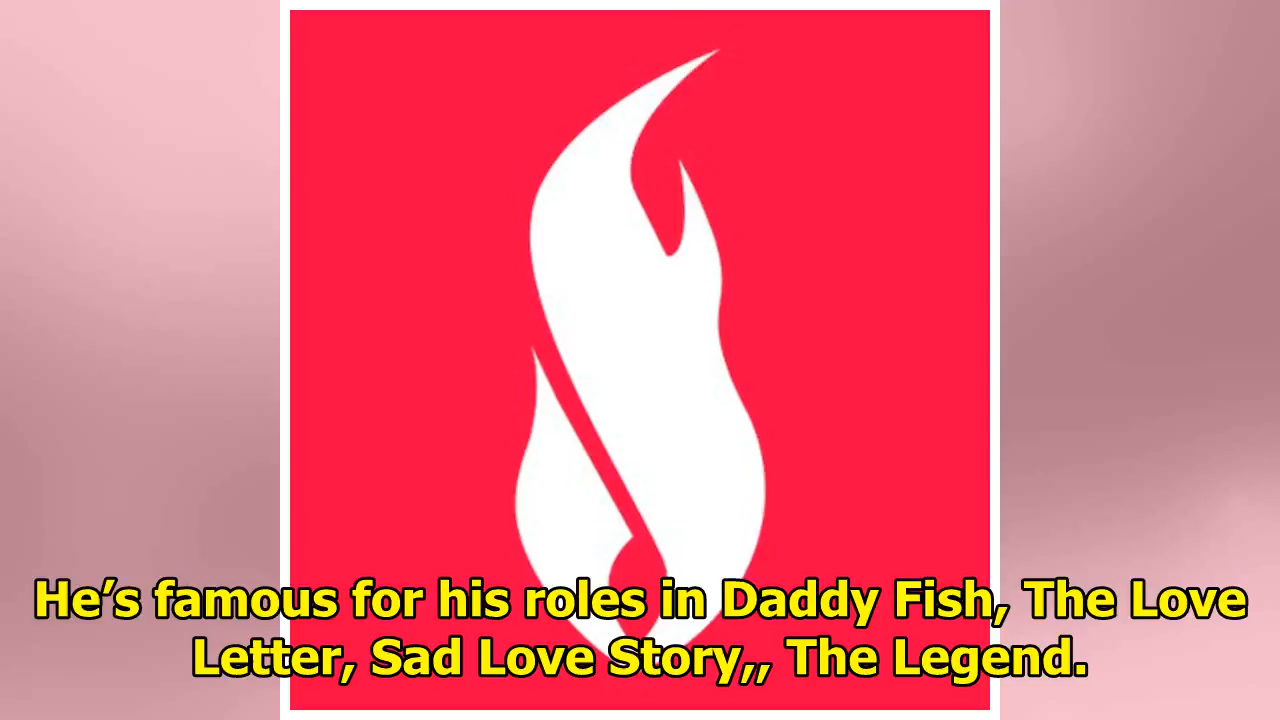 He’s famous for his roles in Daddy Fish, The Love
Letter, Sad Love Story,, The Legend.